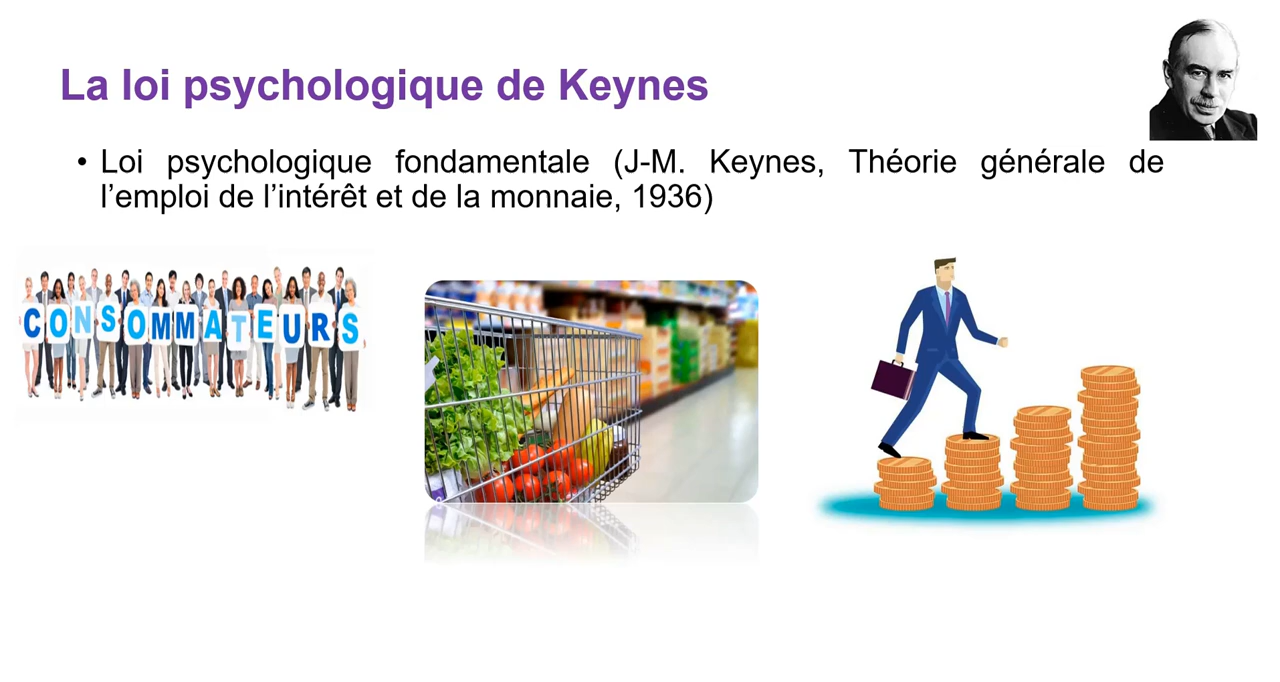 La loi psychologique de Keynes
• Loi psychologique fondamentale (J-M. Keynes, Théorie générale de
l’emploi de l’intérêt et de la monnaie, 1936)
CONSOMMATEURS